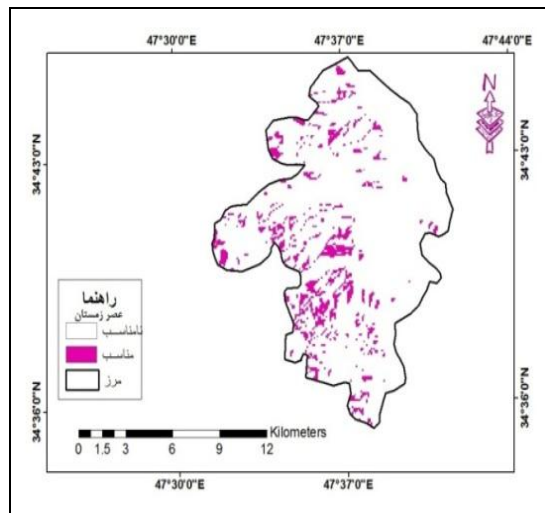 47°30'0"E 47°37'0"E 47°44'0"E
N
34°43'0"N 34°43'0"N
راهنما
عصر زمستان
نامناسب
مناسب
مرز
34°36'0"N 34°36'0"N
Kilometers
0 1.5 3 6 9 12
47°30'0"E 47°37'0"E